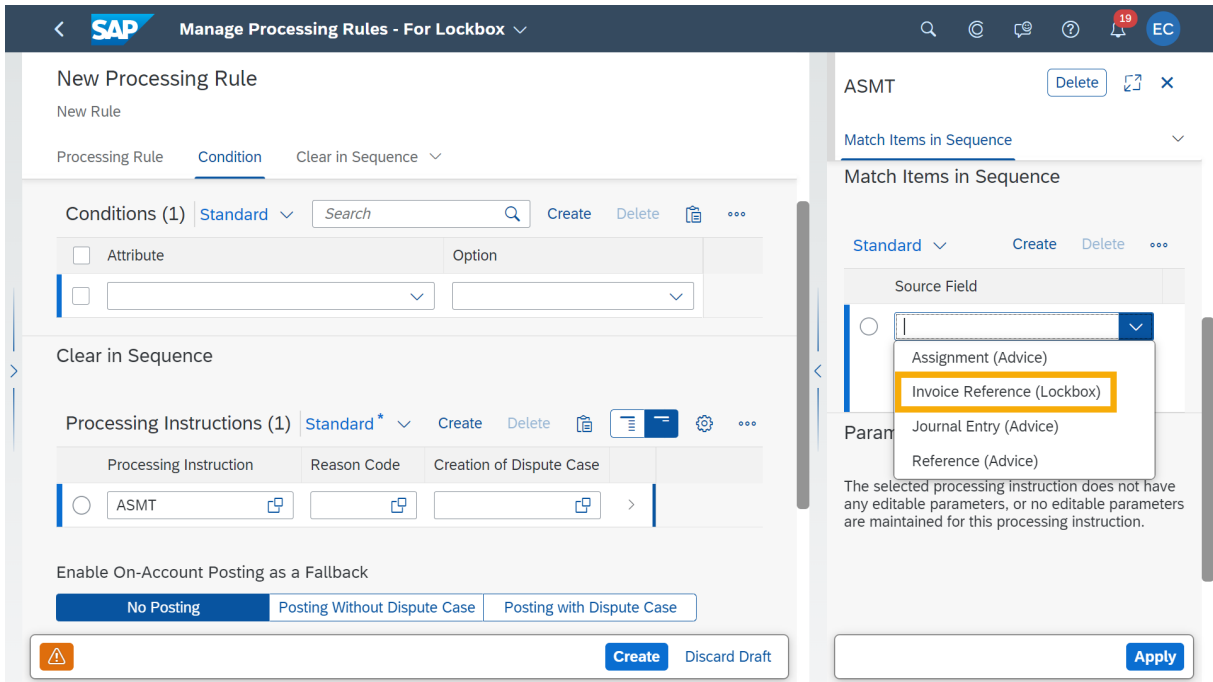 SAP
Manage Processing Rules - For Lockbox
19
EC
New Processing Rule
New Rule
Processing Rule
Condition
Clear in Sequence
Conditions (1)
Standard
Search
Create
Delete
Attribute
Option
Clear in Sequence
Processing Instructions (1)
Standard *
Create
Delete
Processing Instruction
Reason Code
Creation of Dispute Case
ASMT
Enable On-Account Posting as a Fallback
No Posting
Posting Without Dispute Case
Posting with Dispute Case
Create
Discard Draft
ASMT
Delete
Match Items in Sequence
Match Items in Sequence
Standard
Create
Delete
Source Field
Assignment (Advice)
Invoice Reference (Lockbox)
Journal Entry (Advice)
Reference (Advice)
Param
The selected processing instruction does not have
any editable parameters, or no editable parameters
are maintained for this processing instruction.
Apply